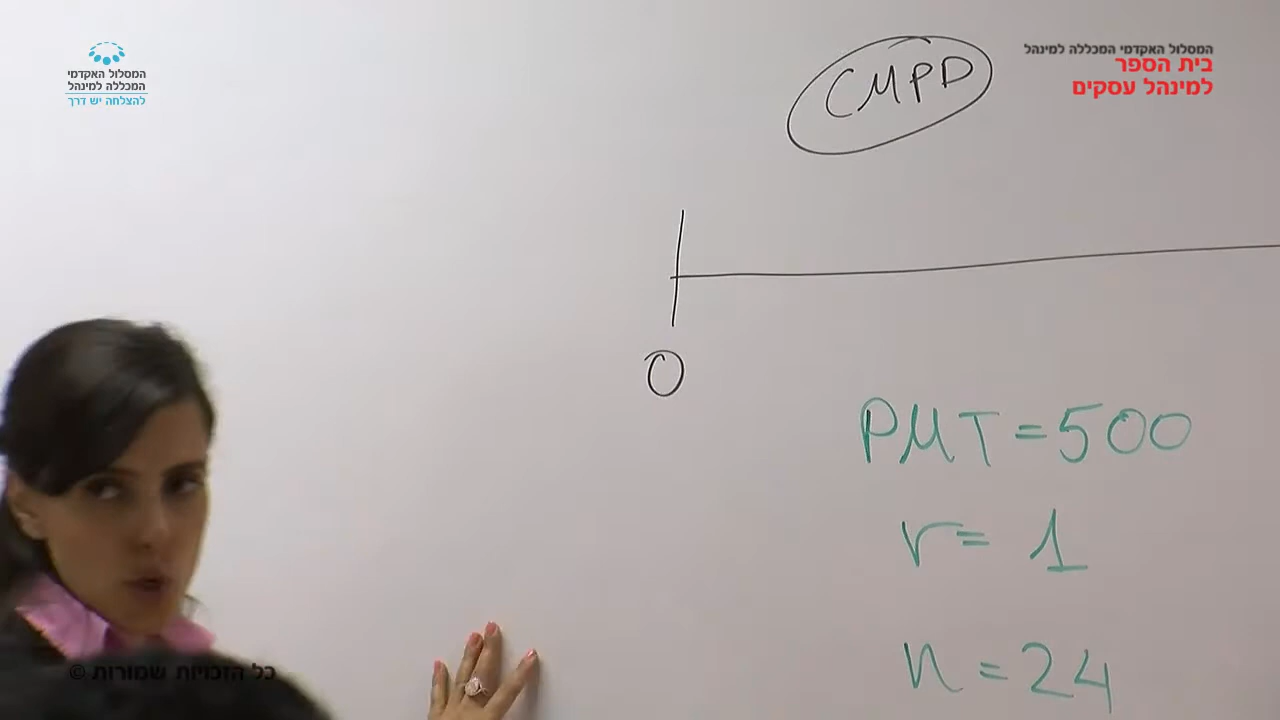 המסלול האקדמי
המכללה למינהל
להצלחה יש דרך
המסלול האקדמי המכללה למינהל
בית הספר
למינהל עסקים
CMPD
0
PMT = 500
r = 1
n = 24
כל הזכויות שמורות ©